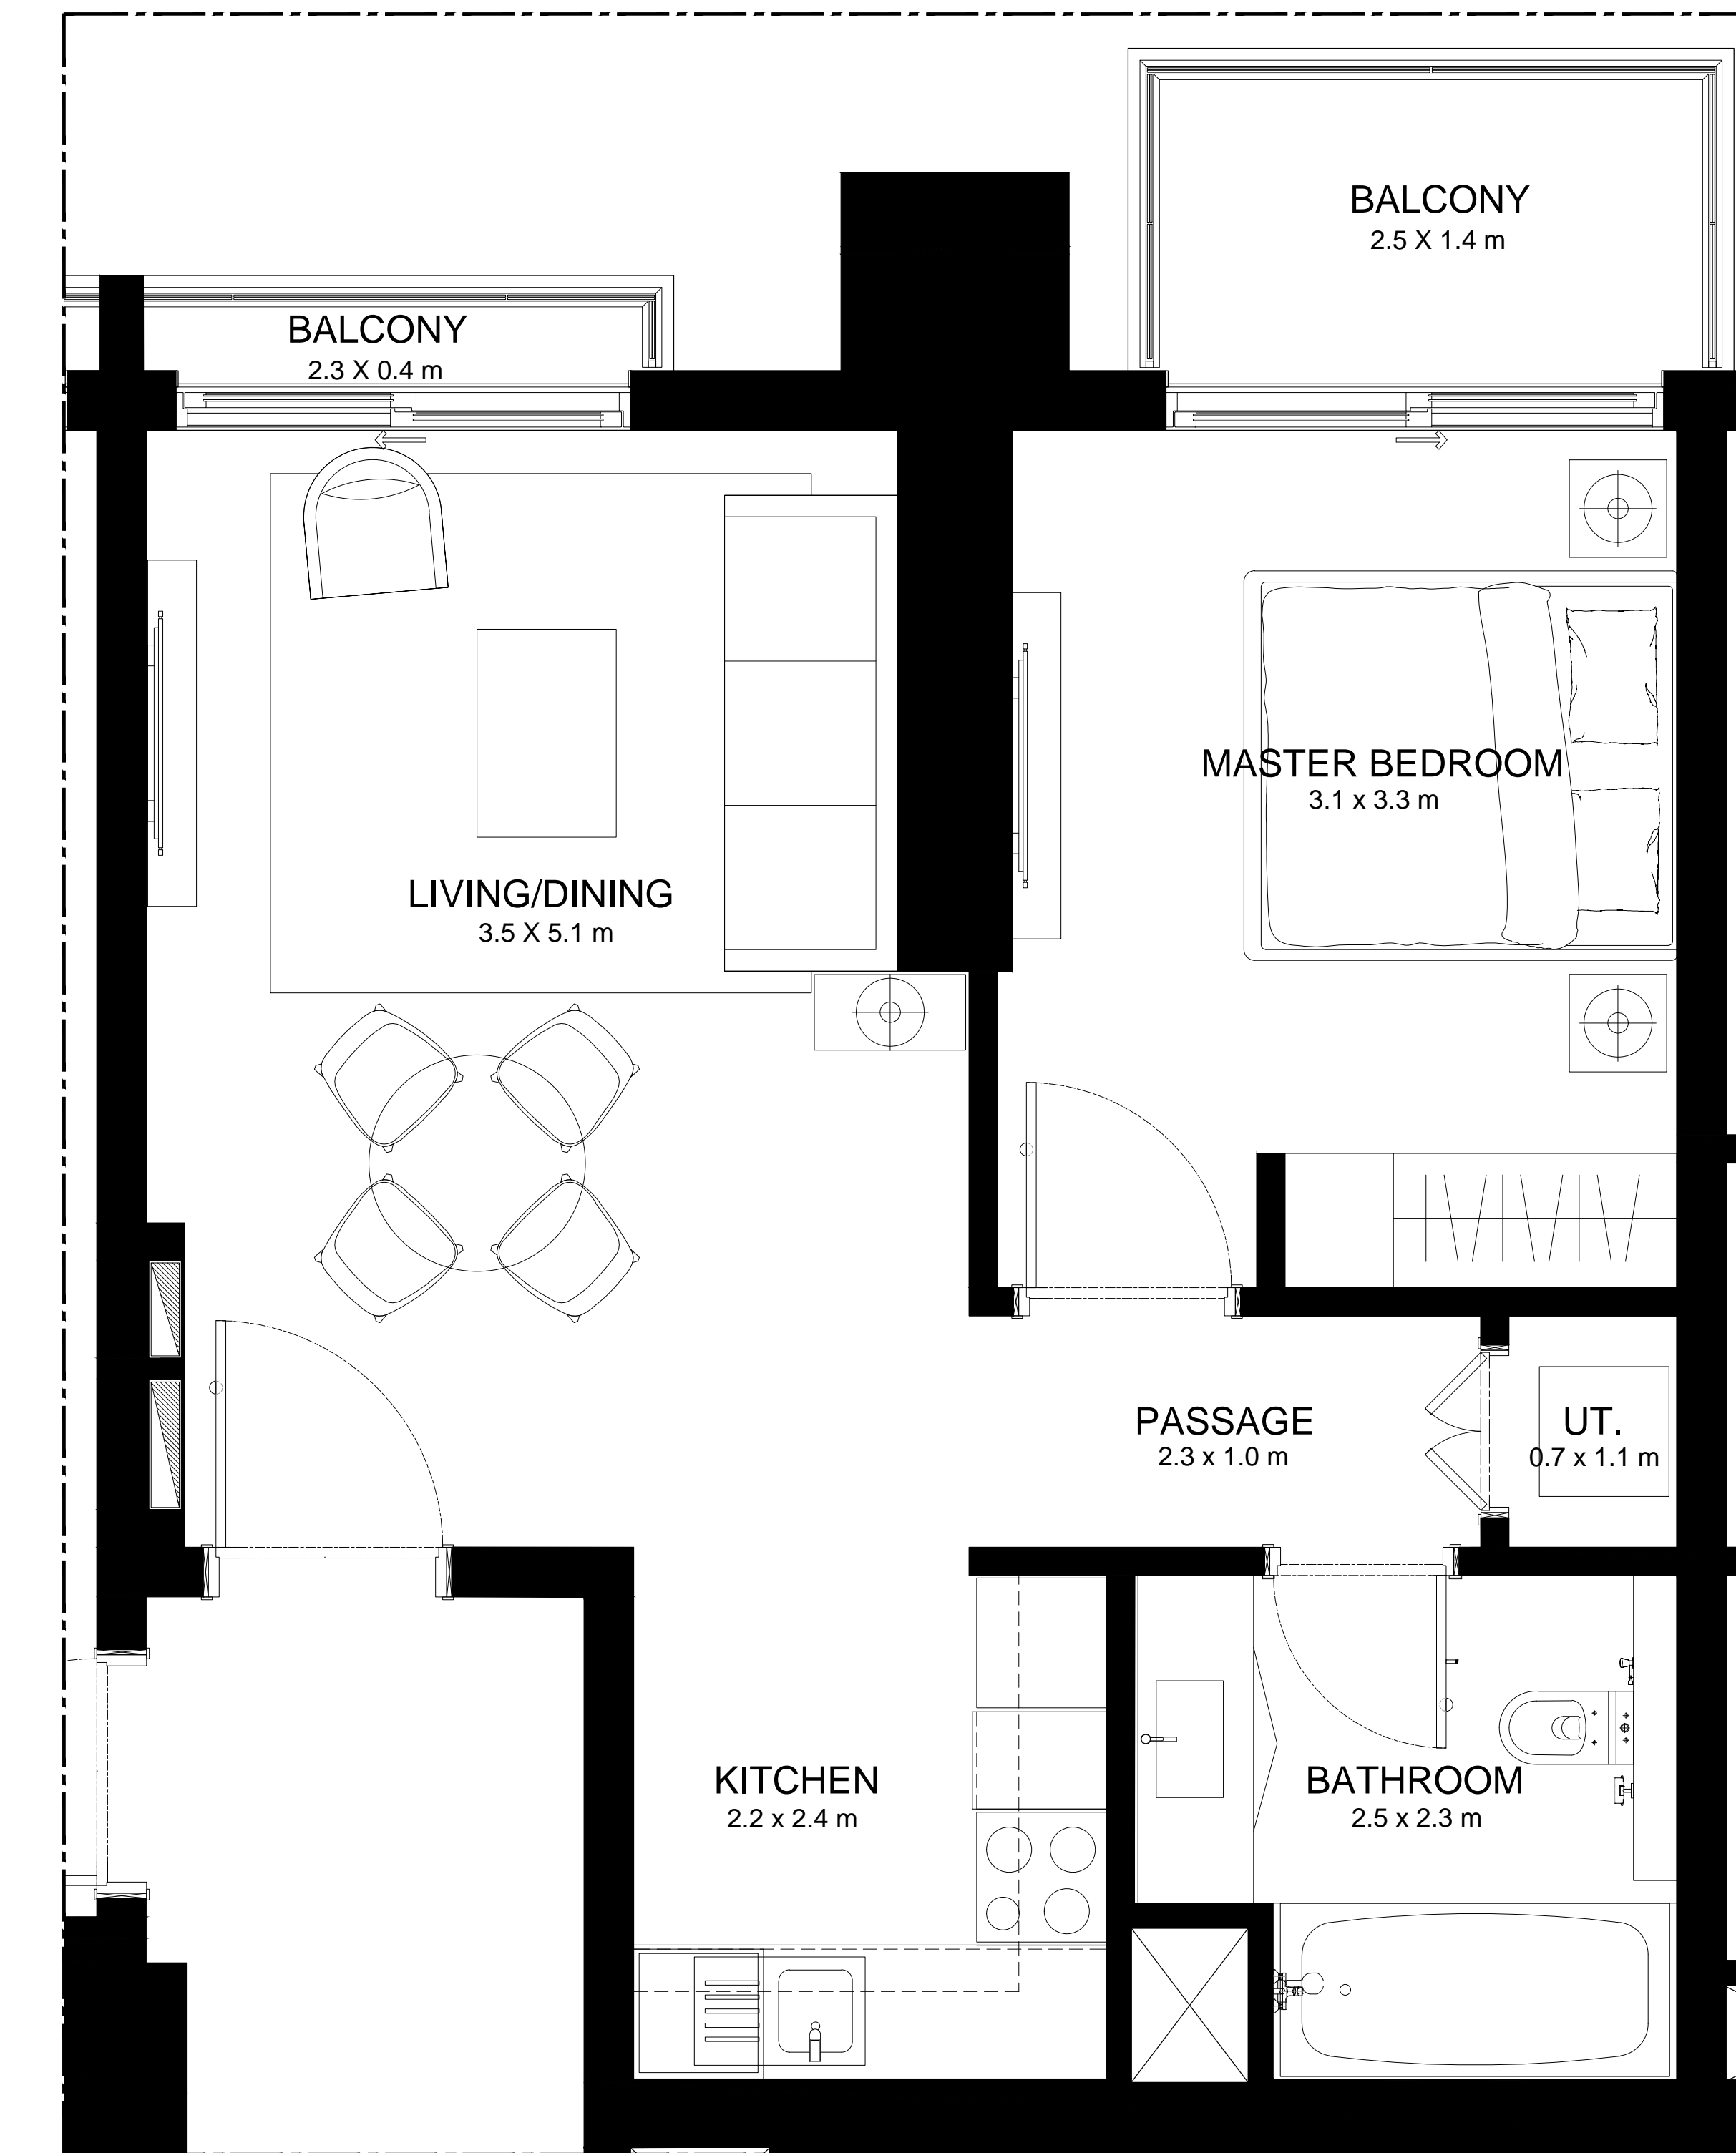 BALCONY
2.5 X 1.4 m
BALCONY
2.3 X 0.4 m
MASTER BEDROOM
3.1 x 3.3 m
LIVING/DINING
3.5 X 5.1 m
PASSAGE
2.3 x 1.0 m
UT.
0.7 x 1.1 m
KITCHEN
2.2 x 2.4 m
BATHROOM
2.5 x 2.3 m